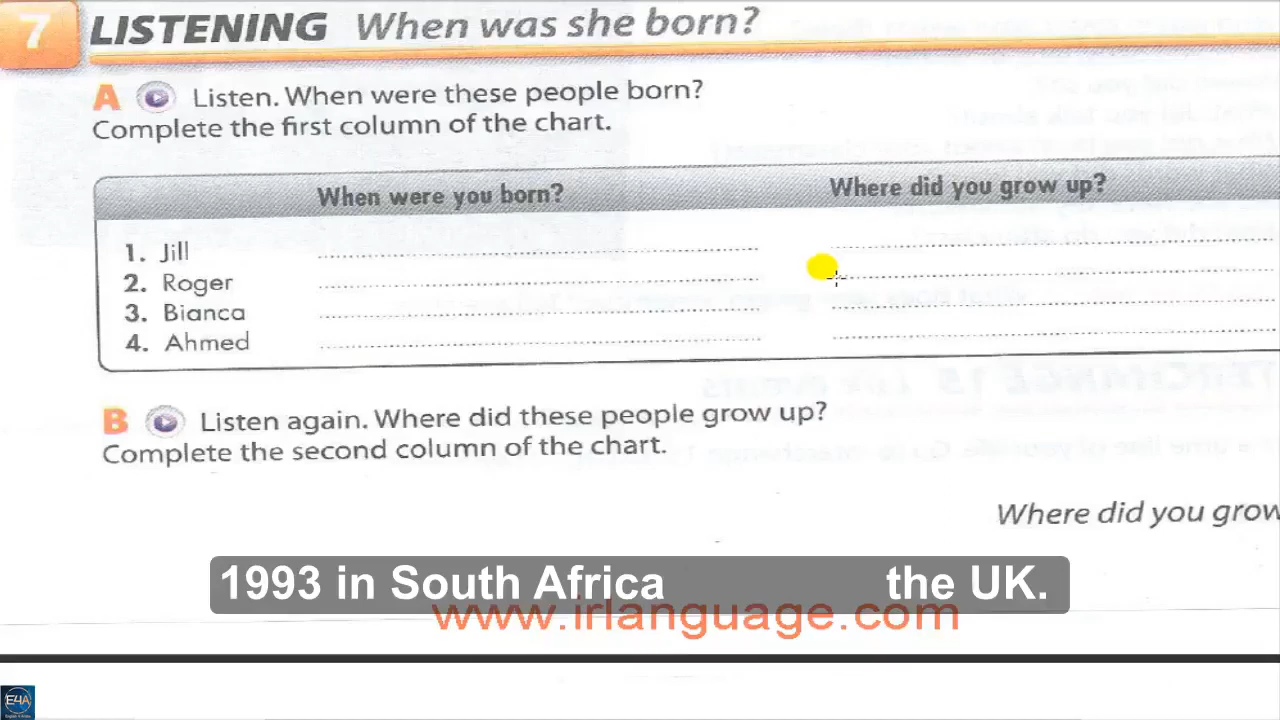 7 LISTENING When was she born?
A Listen. When were these people born?
Complete the first column of the chart.
When were you born? Where did you grow up?
1. Jill
2. Roger
3. Bianca
4. Ahmed
B Listen again. Where did these people grow up?
Complete the second column of the chart.
Where did you grow
1993 in South Africa the UK.
www.irlanguage.com
E4A